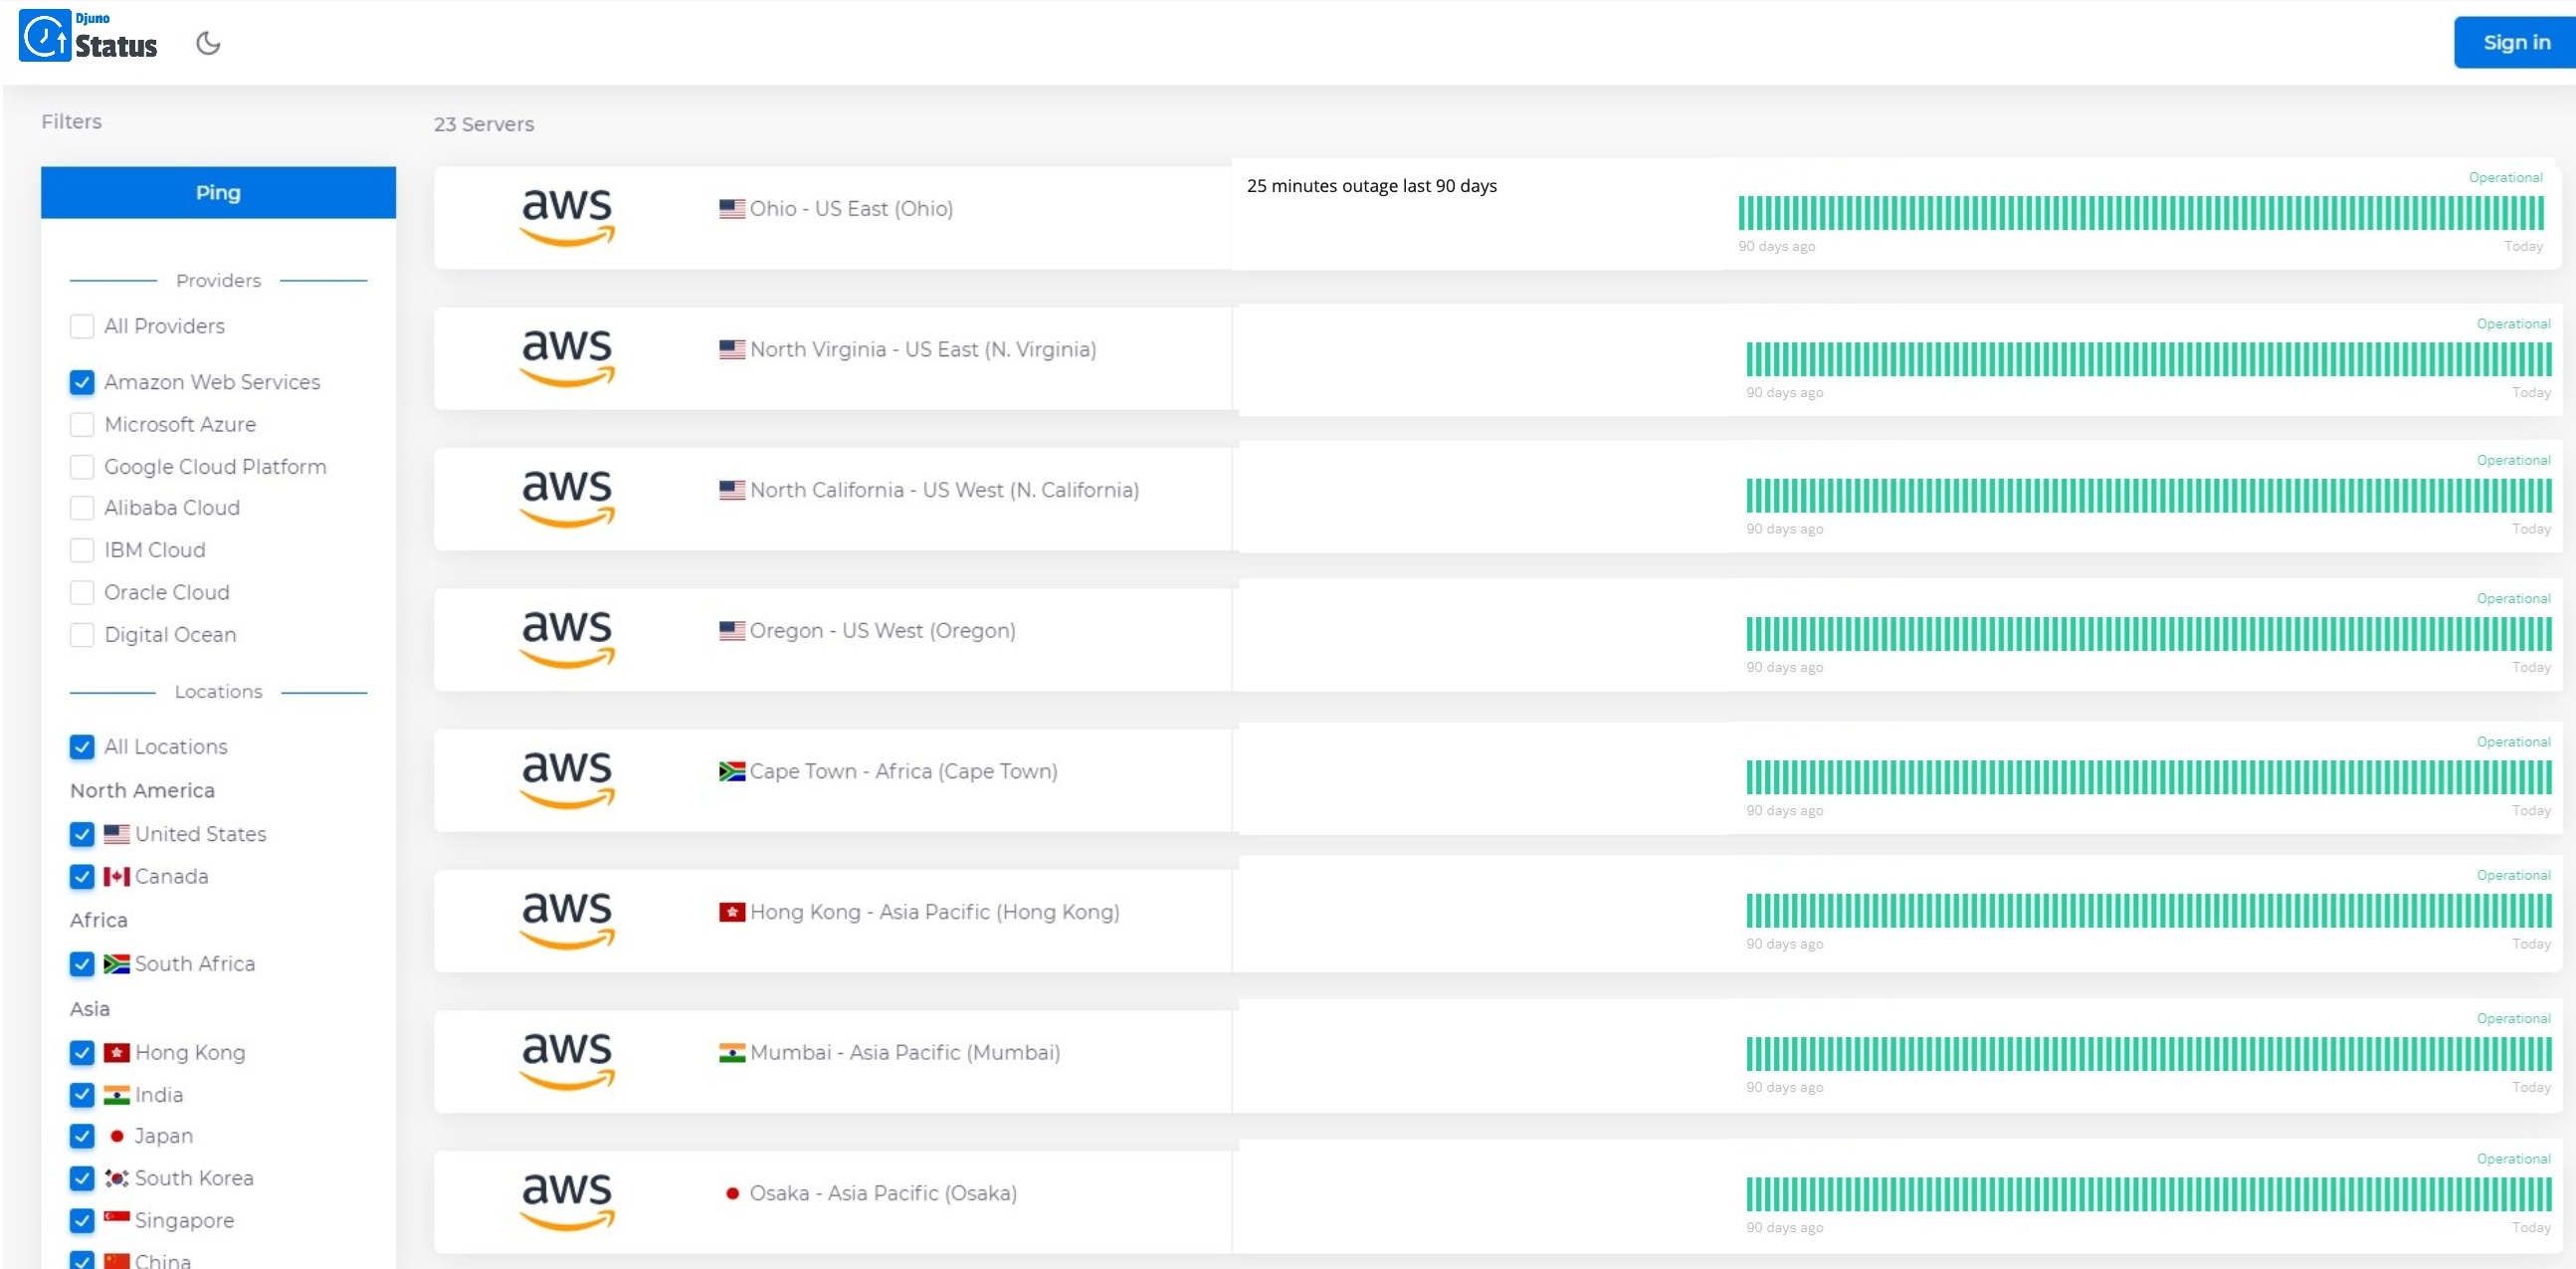 Djuno
Status
Sign in
Filters
23 Servers
Ping
Providers
All Providers
Amazon Web Services
Microsoft Azure
Google Cloud Platform
Alibaba Cloud
IBM Cloud
Oracle Cloud
Digital Ocean
Locations
All Locations
North America
United States
Canada
Africa
South Africa
Asia
Hong Kong
India
Japan
South Korea
Singapore
China
aws
Ohio - US East (Ohio)
25 minutes outage last 90 days
Operational
90 days ago Today
aws
North Virginia - US East (N. Virginia)
Operational
90 days ago Today
aws
North California - US West (N. California)
Operational
90 days ago Today
aws
Oregon - US West (Oregon)
Operational
90 days ago Today
aws
Cape Town - Africa (Cape Town)
Operational
90 days ago Today
aws
Hong Kong - Asia Pacific (Hong Kong)
Operational
90 days ago Today
aws
Mumbai - Asia Pacific (Mumbai)
Operational
90 days ago Today
aws
Osaka - Asia Pacific (Osaka)
Operational
90 days ago Today